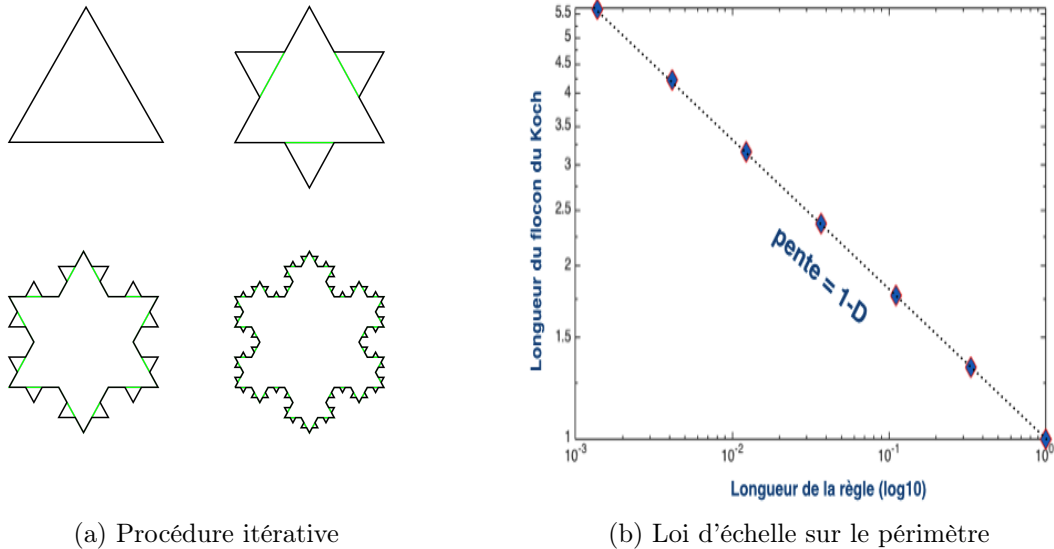 5.5
5
4.5
4
3.5
3
2.5
2
1.5
1
10⁻³
10⁻²
10⁻¹
10⁰
Longueur du flocon du Koch
pente = 1-D
Longueur de la règle (log10)
(a) Procédure itérative
(b) Loi d'échelle sur le périmètre